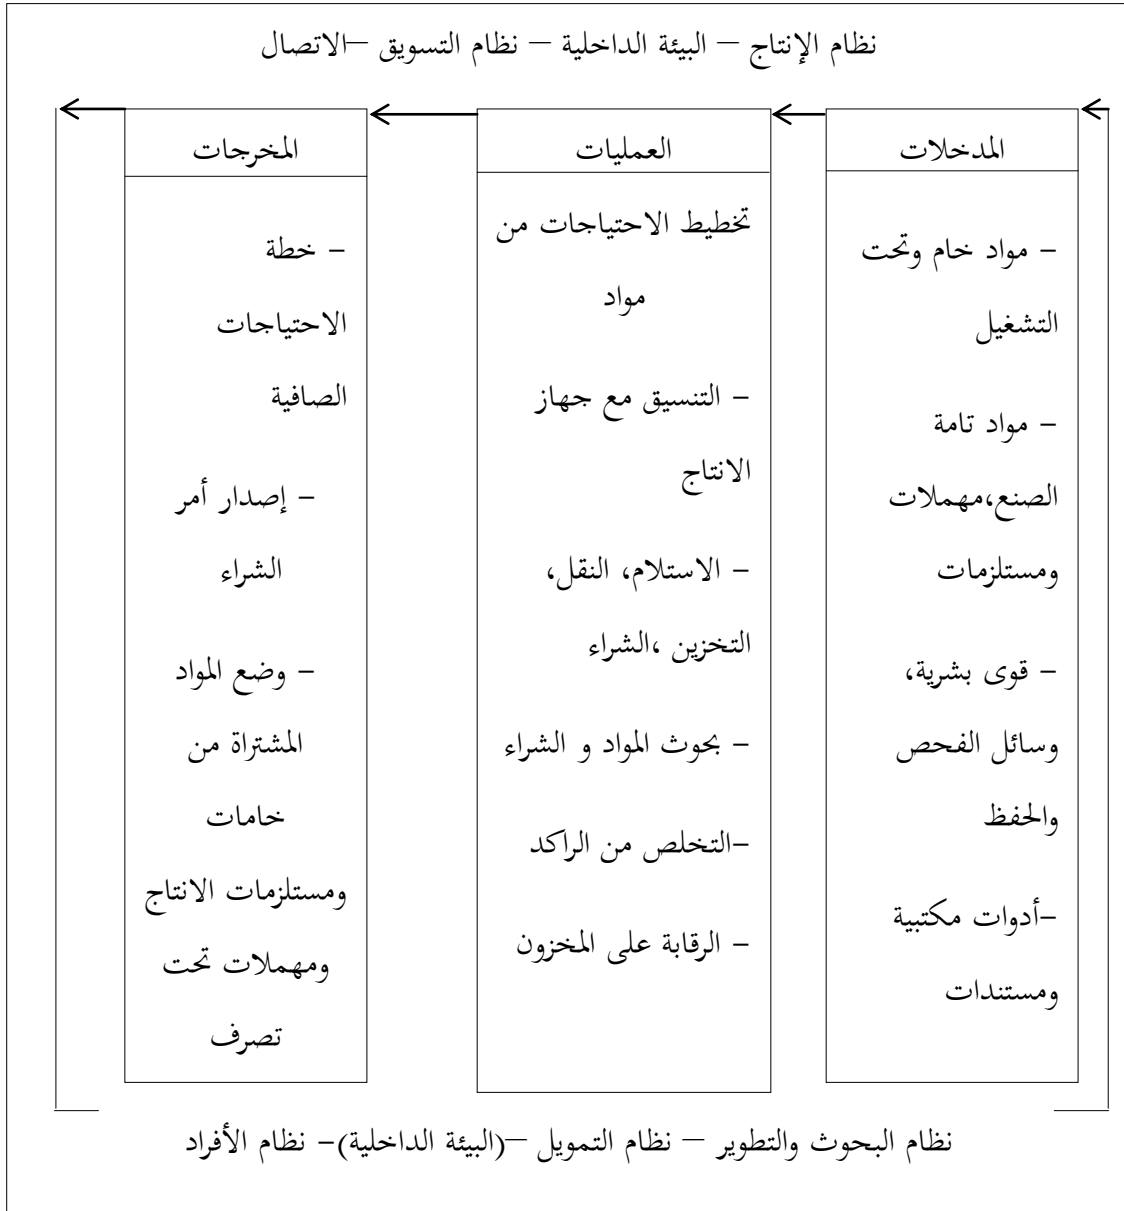 نظام الإنتاج – البيئة الداخلية – نظام التسويق –الاتصال
المدخلات
– مواد خام وتحت
التشغيل
– مواد تامة
الصنع،مهملات
ومستلزمات
– قوى بشرية،
وسائل الفحص
والحفظ
–أدوات مكتبية
ومستندات
العمليات
تخطيط الاحتياجات من
مواد
– التنسيق مع جهاز
الانتاج
– الاستلام، النقل،
التخزين ،الشراء
– بحوث المواد و الشراء
–التخلص من الراكد
– الرقابة على المخزون
المخرجات
– خطة
الاحتياجات
الصافية
– إصدار أمر
الشراء
– وضع المواد
المشتراة من
خامات
ومستلزمات الانتاج
ومهملات تحت
تصرف
نظام البحوث والتطوير – نظام التمويل –(البيئة الداخلية)– نظام الأفراد